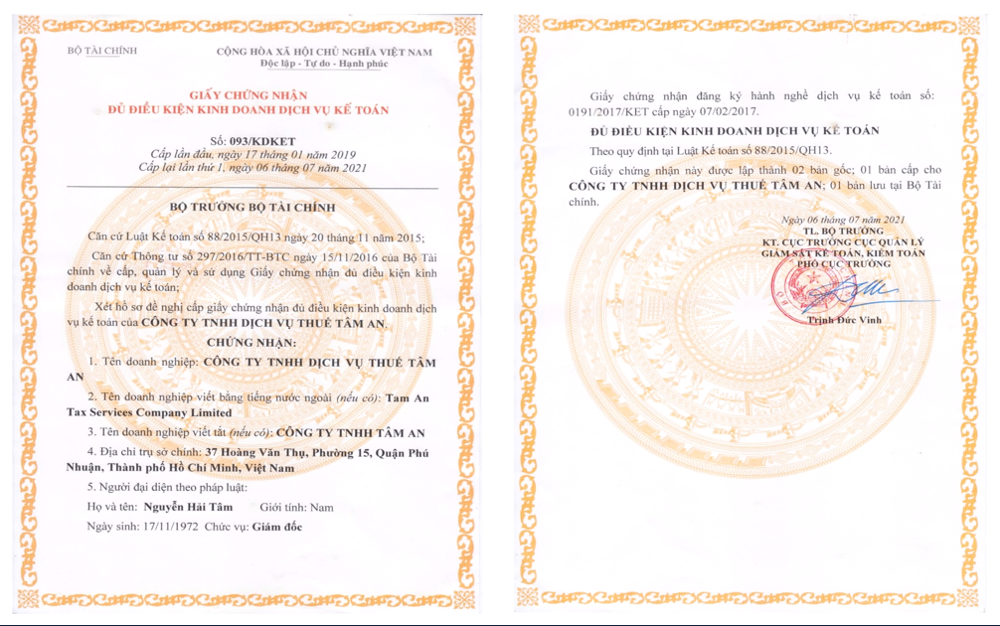 BỘ TÀI CHÍNH
CỘNG HÒA XÃ HỘI CHỦ NGHĨA VIỆT NAM
Độc lập - Tự do - Hạnh phúc
GIẤY CHỨNG NHẬN
ĐỦ ĐIỀU KIỆN KINH DOANH DỊCH VỤ KẾ TOÁN
Số: 093/KDKET
Cấp lần đầu, ngày 17 tháng 01 năm 2019
Cấp lại lần thứ 1, ngày 06 tháng 07 năm 2021
BỘ TRƯỞNG BỘ TÀI CHÍNH
Căn cứ Luật Kế toán số 88/2015/QH13 ngày 20 tháng 11 năm 2015;
Căn cứ Thông tư số 297/2016/TT-BTC ngày 15/11/2016 của Bộ Tài
chính về cấp, quản lý và sử dụng Giấy chứng nhận đủ điều kiện kinh
doanh dịch vụ kế toán;
Xét hồ sơ đề nghị cấp giấy chứng nhận đủ điều kiện kinh doanh dịch
vụ kế toán của CÔNG TY TNHH DỊCH VỤ THUẾ TÂM AN.
CHỨNG NHẬN:
1. Tên doanh nghiệp: CÔNG TY TNHH DỊCH VỤ THUẾ TÂM
AN
2. Tên doanh nghiệp viết bằng tiếng nước ngoài (nếu có): Tam An
Tax Services Company Limited
3. Tên doanh nghiệp viết tắt (nếu có): CÔNG TY TNHH TÂM AN
4. Địa chỉ trụ sở chính: 37 Hoàng Văn Thụ, Phường 15, Quận Phú
Nhuận, Thành phố Hồ Chí Minh, Việt Nam
5. Người đại diện theo pháp luật:
Họ và tên: Nguyễn Hải Tâm Giới tính: Nam
Ngày sinh: 17/11/1972 Chức vụ: Giám đốc
Giấy chứng nhận đăng ký hành nghề dịch vụ kế toán số:
0191/2017/KET cấp ngày 07/02/2017.
ĐỦ ĐIỀU KIỆN KINH DOANH DỊCH VỤ KẾ TOÁN
Theo quy định tại Luật Kế toán số 88/2015/QH13.
Giấy chứng nhận này được lập thành 02 bản gốc; 01 bản cấp cho
CÔNG TY TNHH DỊCH VỤ THUẾ TÂM AN; 01 bản lưu tại Bộ Tài
chính.
Ngày 06 tháng 07 năm 2021
TL. BỘ TRƯỞNG
KT. CỤC TRƯỞNG CỤC QUẢN LÝ
GIÁM SÁT KẾ TOÁN, KIỂM TOÁN
PHÓ CỤC TRƯỞNG
Trịnh Đức Vinh